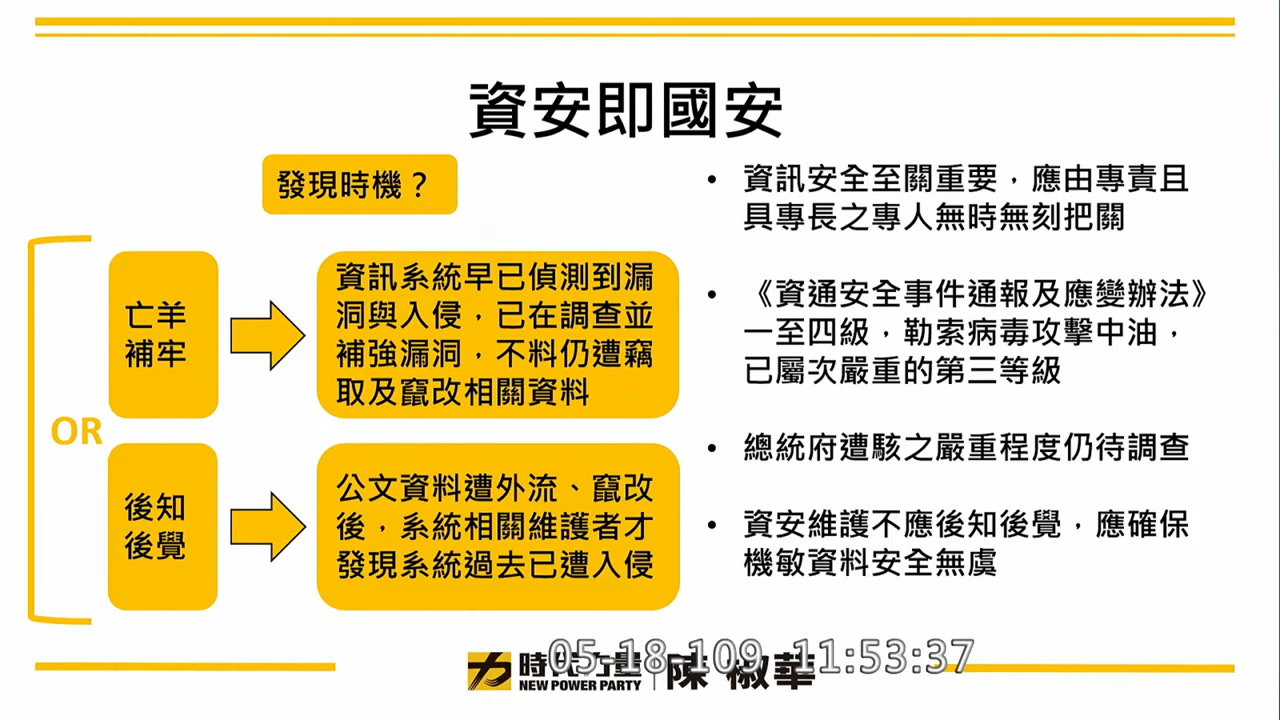 資安即國安
發現時機？
亡羊
補牢
資訊系統早已偵測到漏
洞與入侵，已在調查並
補強漏洞，不料仍遭竊
取及竄改相關資料
OR
後知
後覺
公文資料遭外流、竄改
後，系統相關維護者才
發現系統過去已遭入侵
• 資訊安全至關重要，應由專責且
具專長之專人無時無刻把關
• 《資通安全事件通報及應變辦法》
一至四級，勒索病毒攻擊中油，
已屬次嚴重的第三等級
• 總統府遭駭之嚴重程度仍待調查
• 資安維護不應後知後覺，應確保
機敏資料安全無虞
時代力量
NEW POWER PARTY
陳椒華
05-18-109 11:53:37